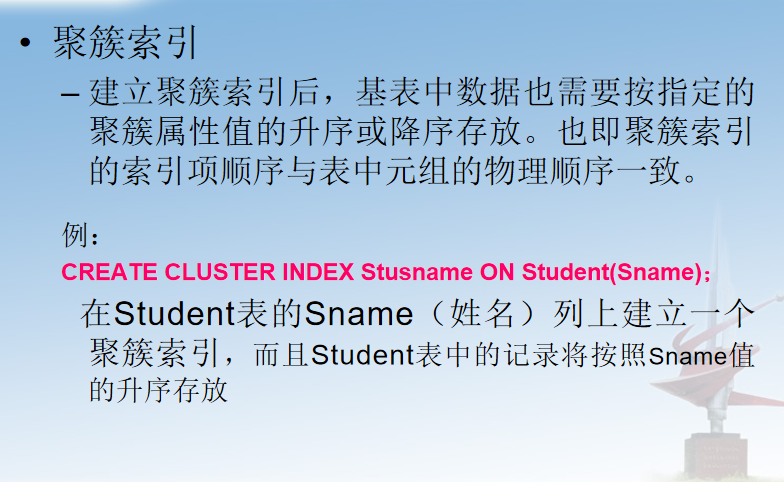 • 聚簇索引
– 建立聚簇索引后，基表中数据也需要按指定的
聚簇属性值的升序或降序存放。也即聚簇索引
的索引项顺序与表中元组的物理顺序一致。
例：
CREATE CLUSTER INDEX Stusname ON Student(Sname)；
在Student表的Sname（姓名）列上建立一个
聚簇索引，而且Student表中的记录将按照Sname值
的升序存放